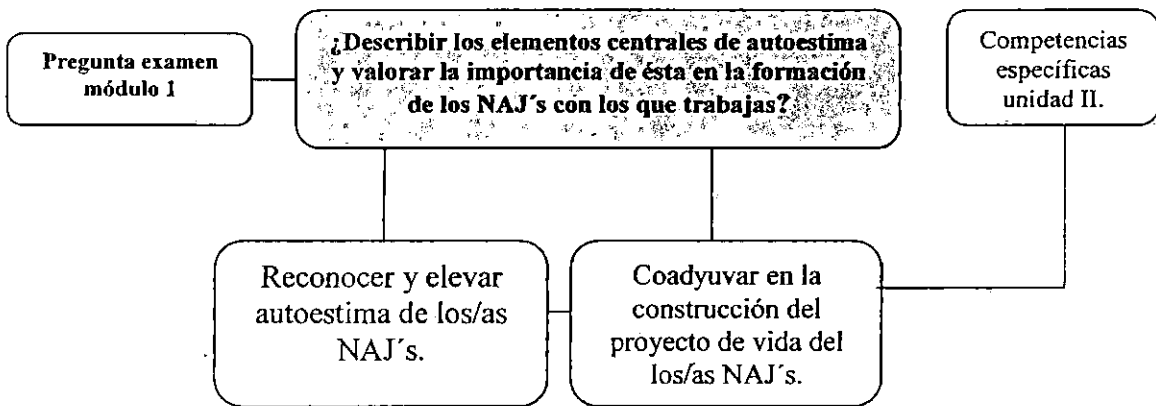 Pregunta examen
módulo 1
¿Describir los elementos centrales de autoestima
y valorar la importancia de ésta en la formación
de los NAJ´s con los que trabajas?
Competencias
específicas
unidad II.
Reconocer y elevar
autoestima de los/as
NAJ´s.
Coadyuvar en la
construcción del
proyecto de vida del
los/as NAJ´s.